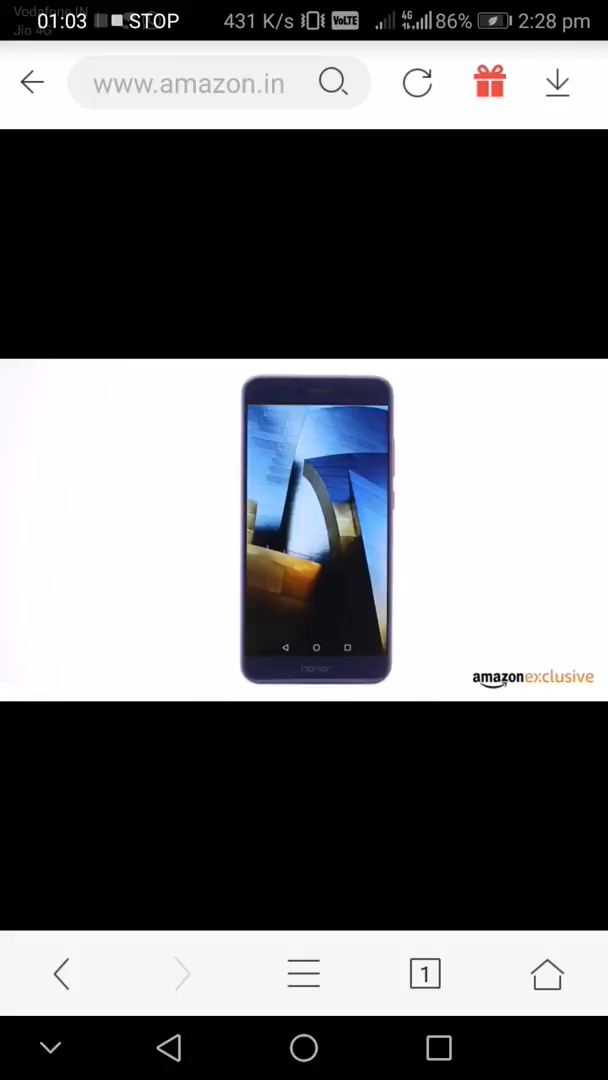 Vodafone IN
Jio 4G
01:03 STOP 431 K/s VoLTE 4G 86% 2:28 pm
www.amazon.in
honor
amazonexclusive
1